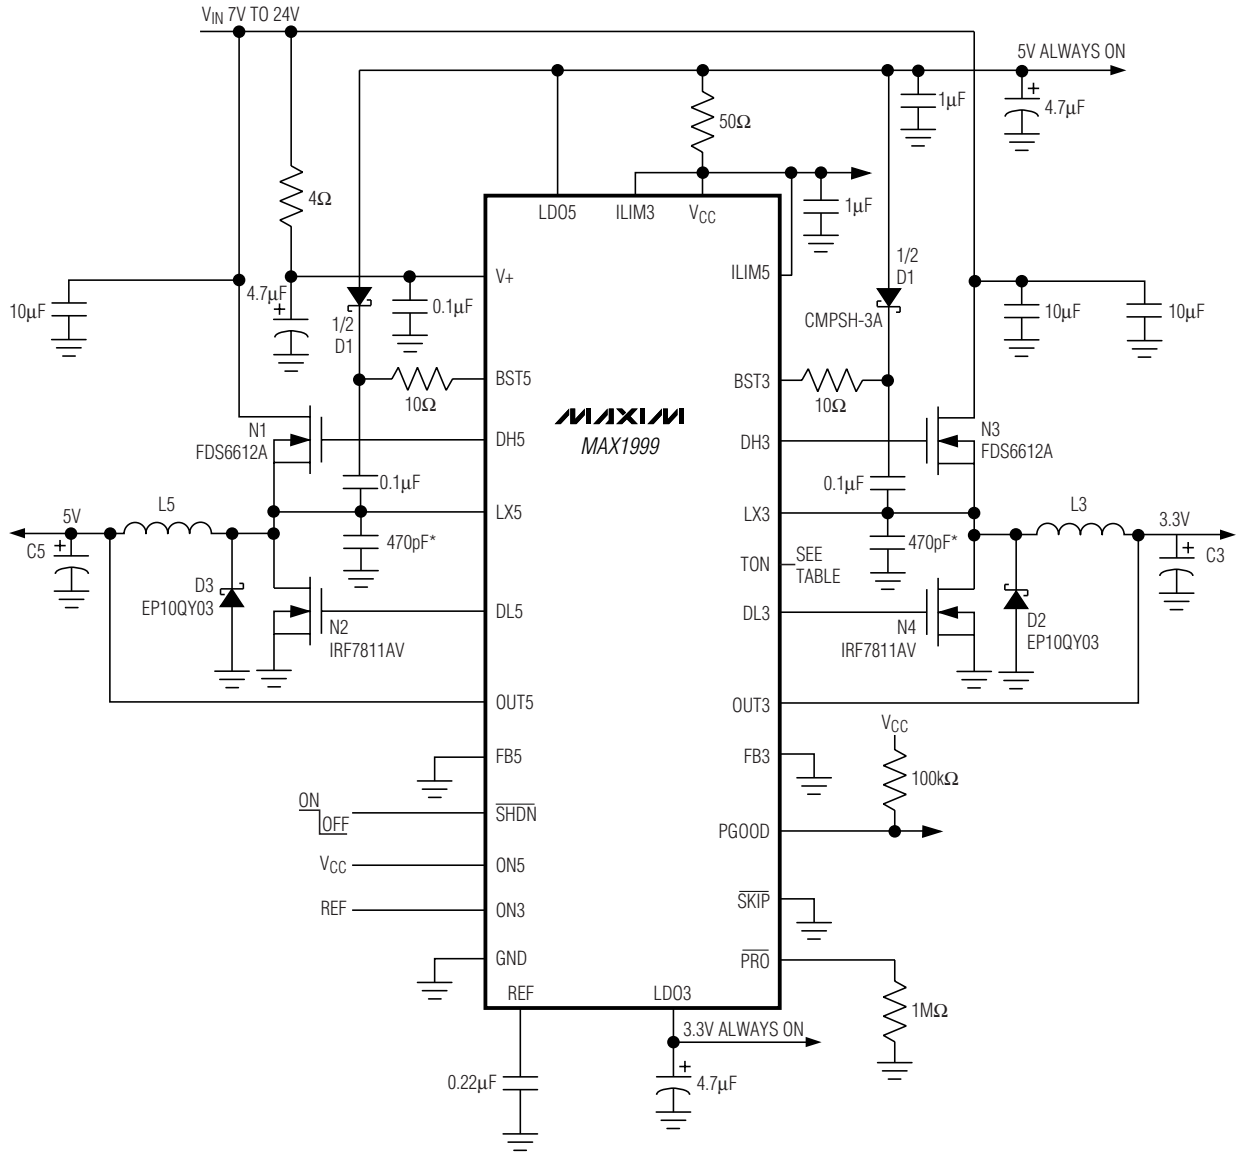 V_IN 7V TO 24V
5V ALWAYS ON
1μF
4.7μF
50Ω
4Ω
1μF
LDO5
ILIM3
V_CC
ILIM5
1/2
D1
CMPSH-3A
V+
4.7μF
0.1μF
10μF
1/2
D1
10μF
10μF
BST5
10Ω
BST3
10Ω
MAXIM
MAX1999
N1
FDS6612A
DH5
DH3
N3
FDS6612A
0.1μF
0.1μF
L5
5V
C5
LX5
LX3
L3
3.3V
C3
470pF*
470pF*
TON
SEE
TABLE
D3
EP10QY03
DL5
DL3
N2
IRF7811AV
N4
IRF7811AV
D2
EP10QY03
OUT5
OUT3
V_CC
FB5
FB3
100kΩ
ON
OFF
SHDN
PGOOD
V_CC
ON5
REF
ON3
SKIP
GND
PRO
REF
LDO3
1MΩ
3.3V ALWAYS ON
0.22μF
4.7μF